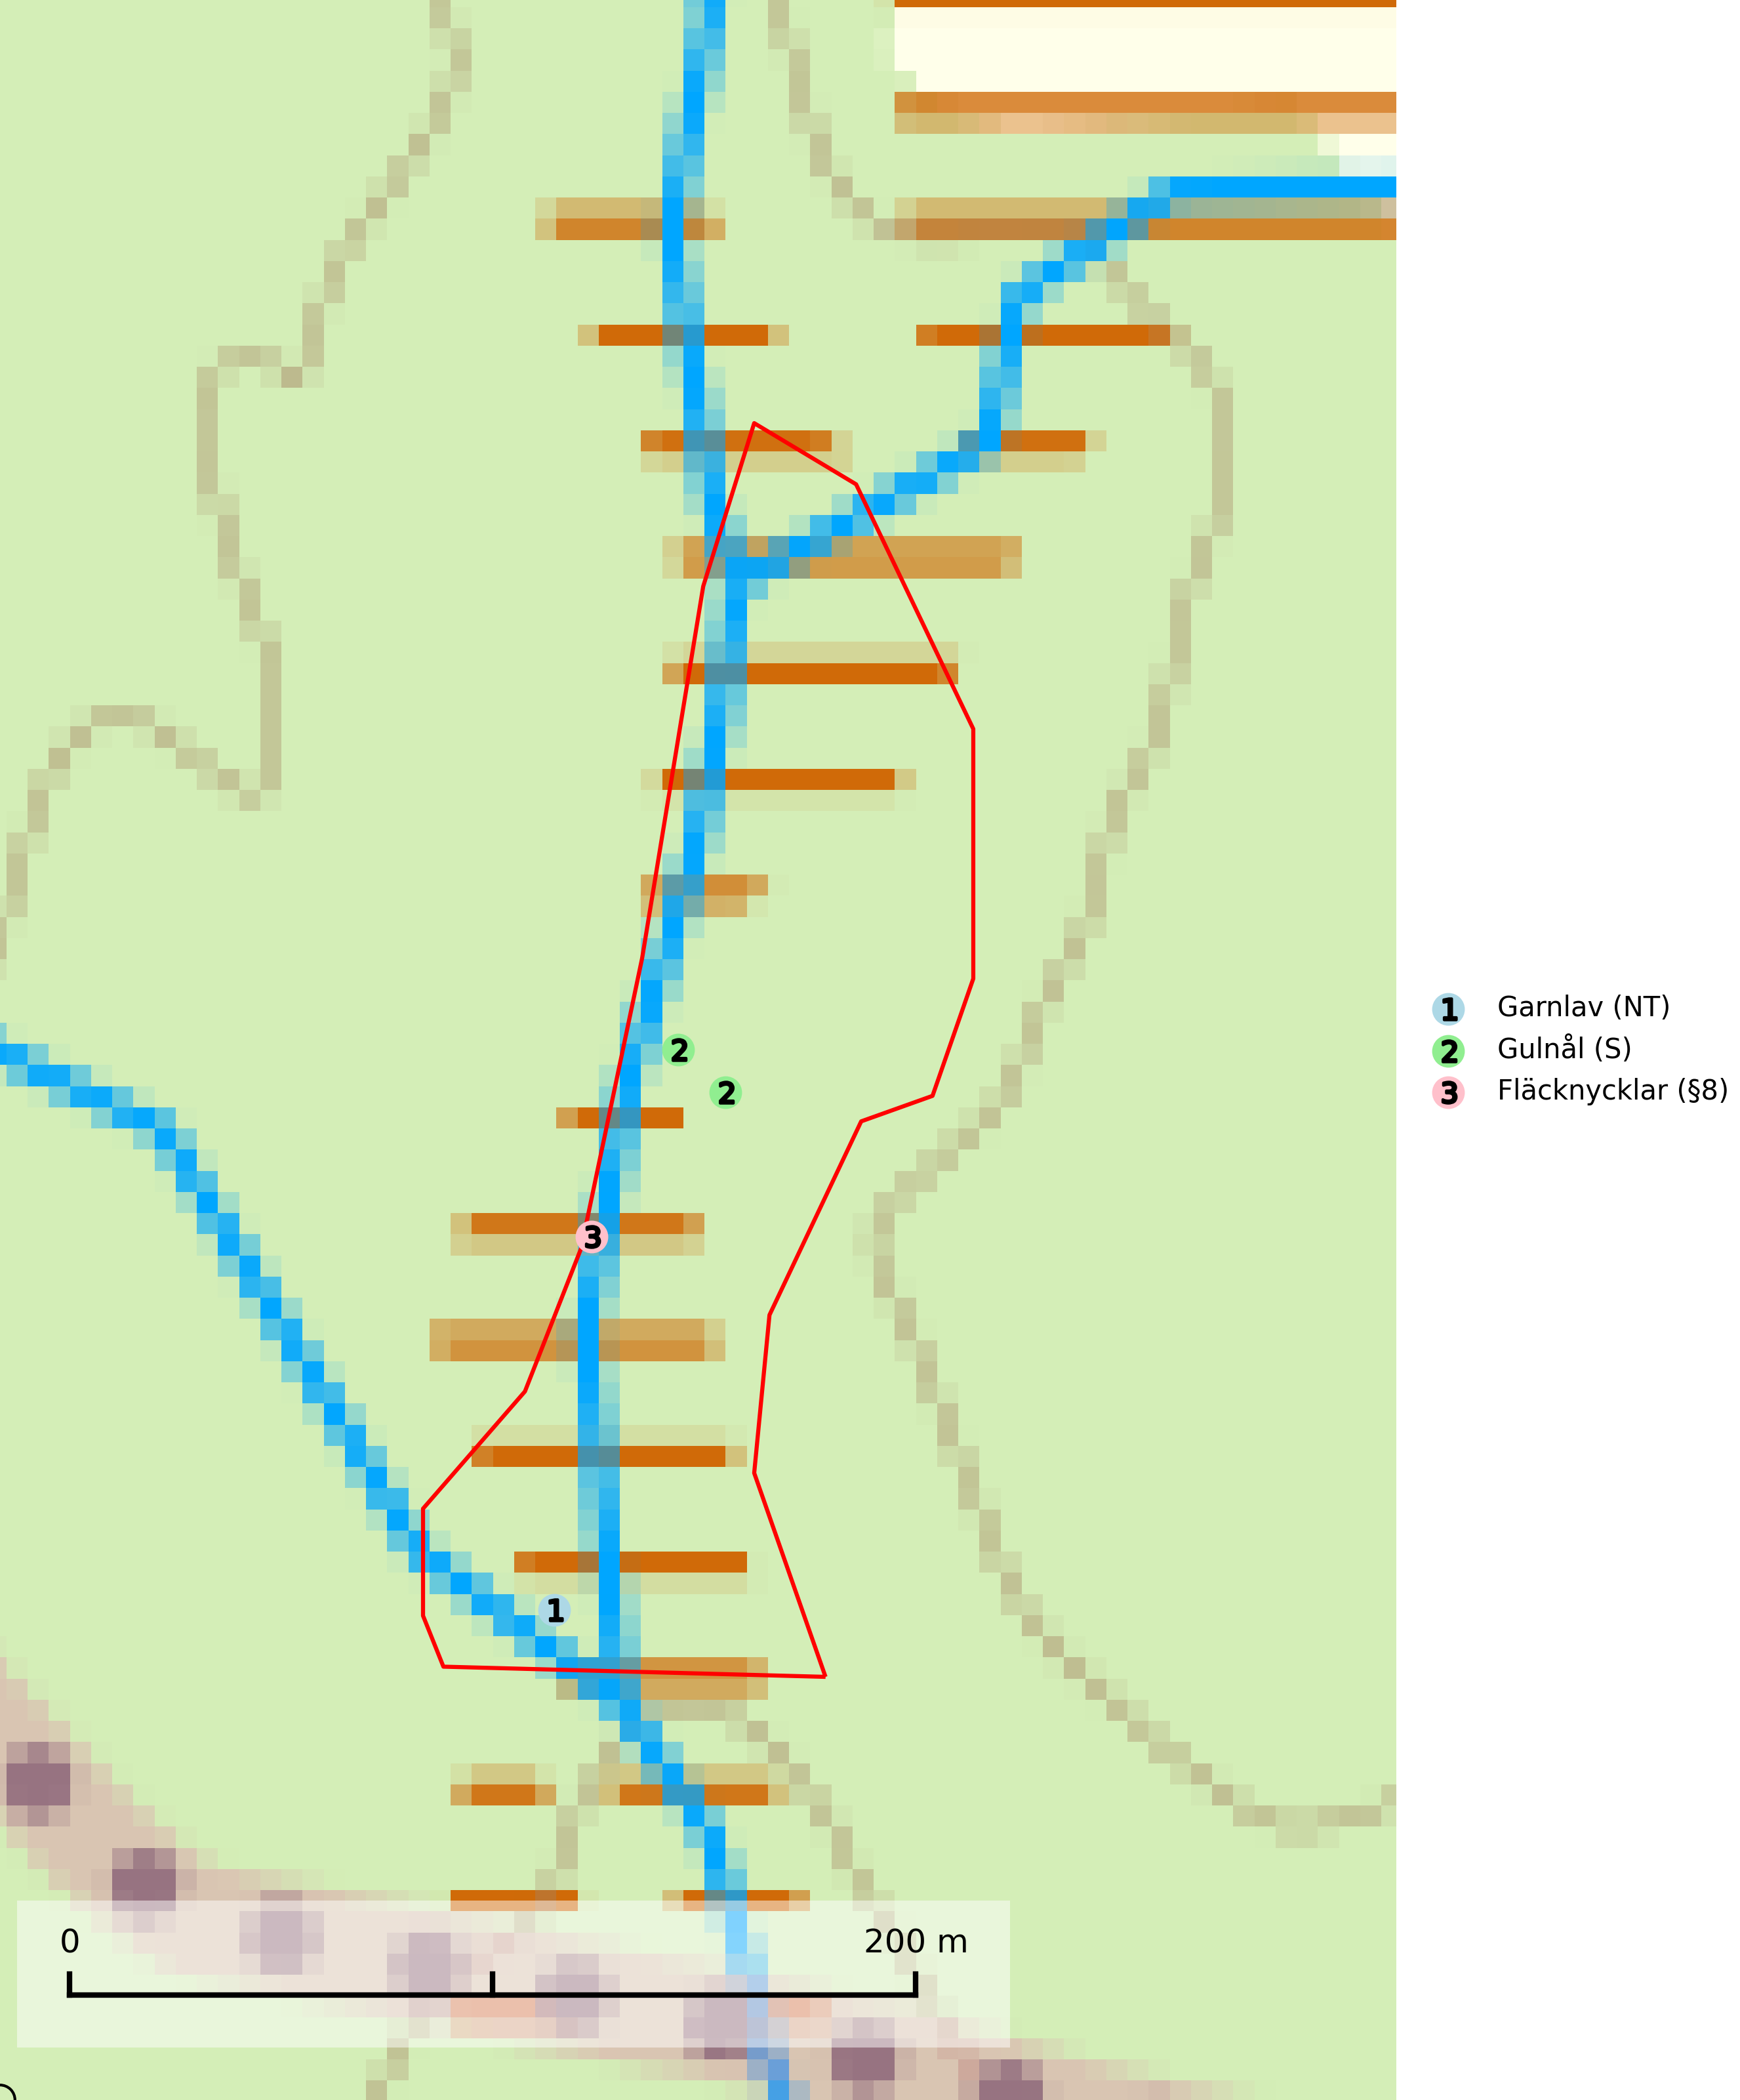 2
2
3
1
0 200 m
1 Garnlav (NT)
2 Gulnål (S)
3 Fläcknycklar (§8)